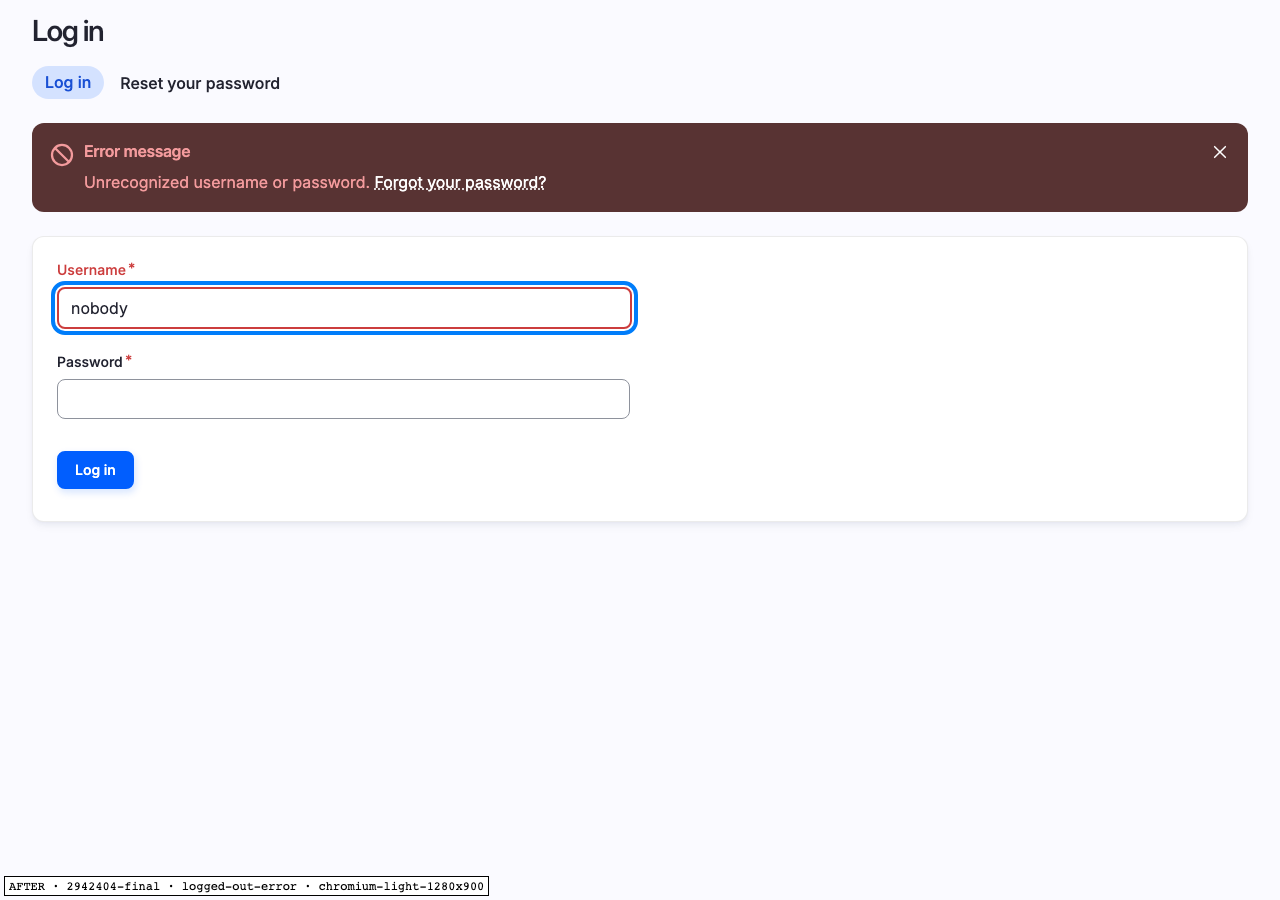 Log in
Log in Reset your password
Error message
Unrecognized username or password. Forgot your password?
Username*
nobody
Password*
Log in
AFTER · 2942404-final · logged-out-error · chromium-light-1280x900